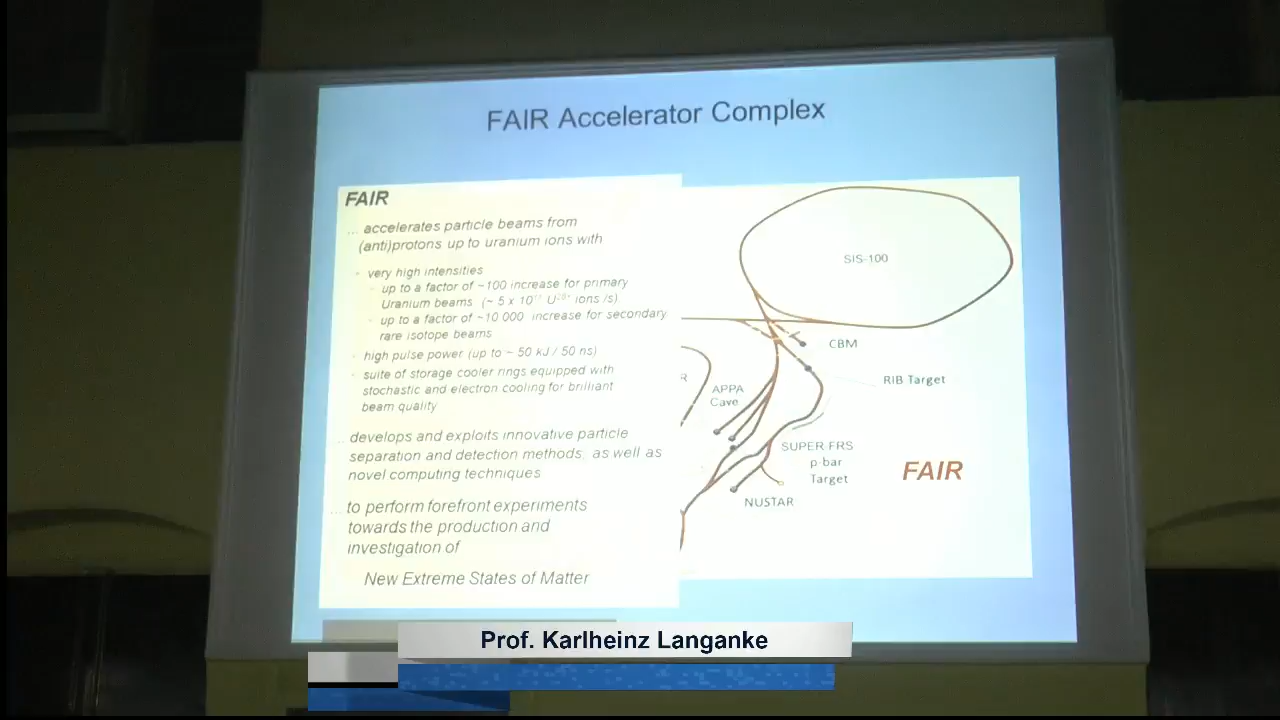 FAIR Accelerator Complex
FAIR
... accelerates particle beams from
(anti)protons up to uranium ions with
very high intensities
up to a factor of ~100 increase for primary
Uranium beams (~ 5 x 10¹¹ U²⁸⁺ ions /s)
up to a factor of ~10 000 increase for secondary
rare isotope beams
high pulse power (up to ~ 50 kJ / 50 ns)
suite of storage cooler rings equipped with
stochastic and electron cooling for brilliant
beam quality
... develops and exploits innovative particle
separation and detection methods, as well as
novel computing techniques
... to perform forefront experiments
towards the production and
investigation of
New Extreme States of Matter
SIS-100
CBM
RIB Target
R
APPA
Cave
SUPER-FRS
p-bar
Target
NUSTAR
FAIR
Prof. Karlheinz Langanke